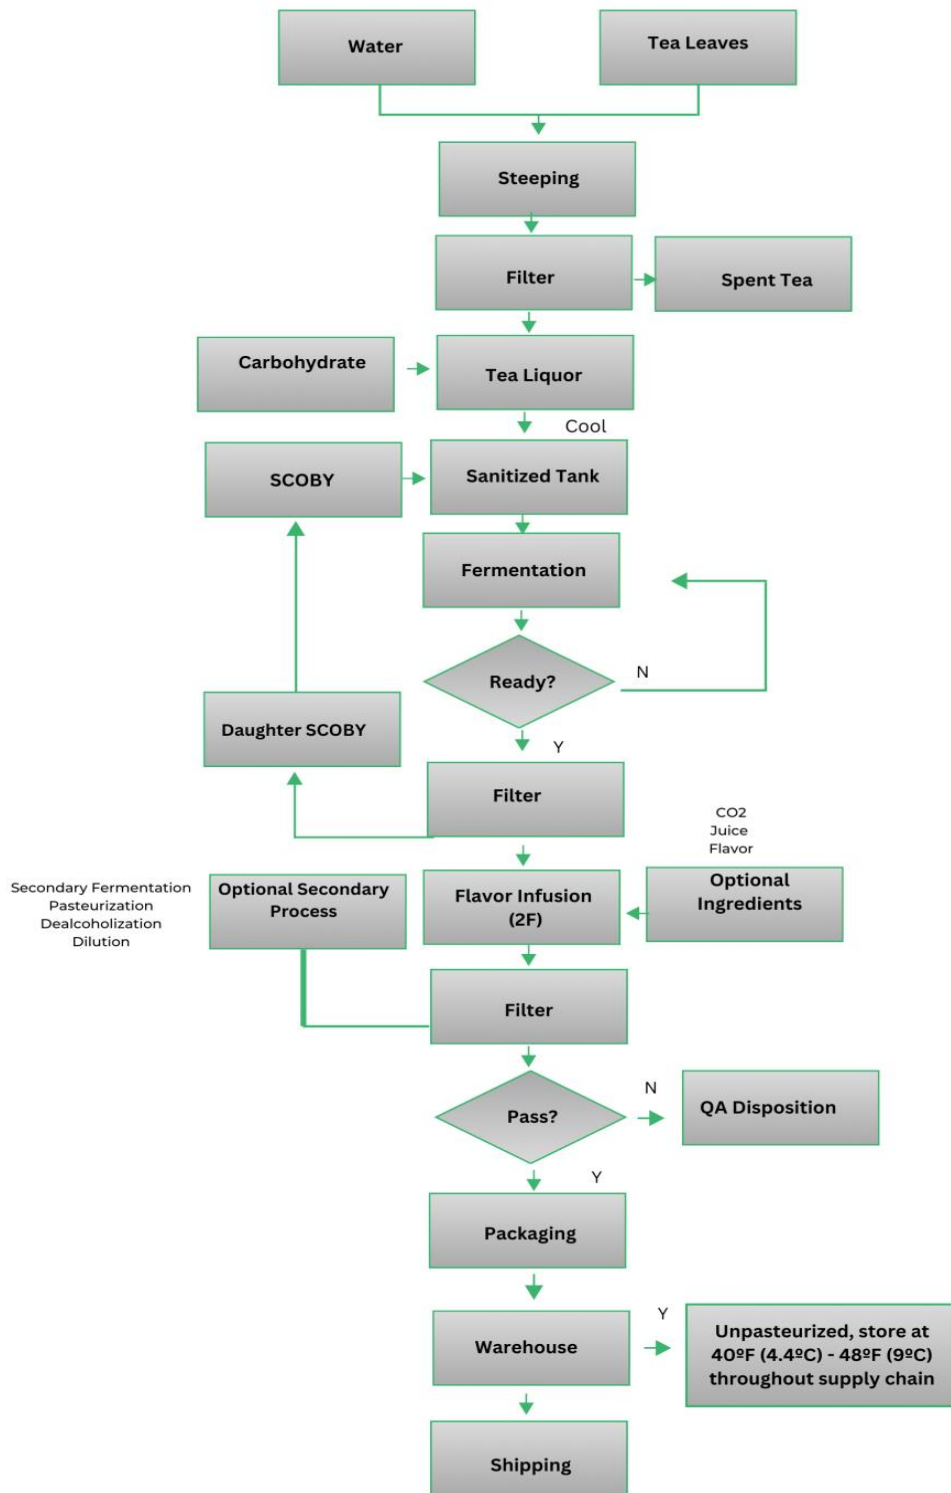 Water
Tea Leaves
Steeping
Filter
Spent Tea
Carbohydrate
Tea Liquor
Cool
SCOBY
Sanitized Tank
Fermentation
Ready?
N
Daughter SCOBY
Y
Filter
CO2
Juice
Flavor
Secondary Fermentation
Pasteurization
Dealcoholization
Dilution
Optional Secondary
Process
Flavor Infusion
(2F)
Optional
Ingredients
Filter
Pass?
N
QA Disposition
Y
Packaging
Warehouse
Y
Unpasteurized, store at
40ºF (4.4ºC) - 48ºF (9ºC)
throughout supply chain
Shipping